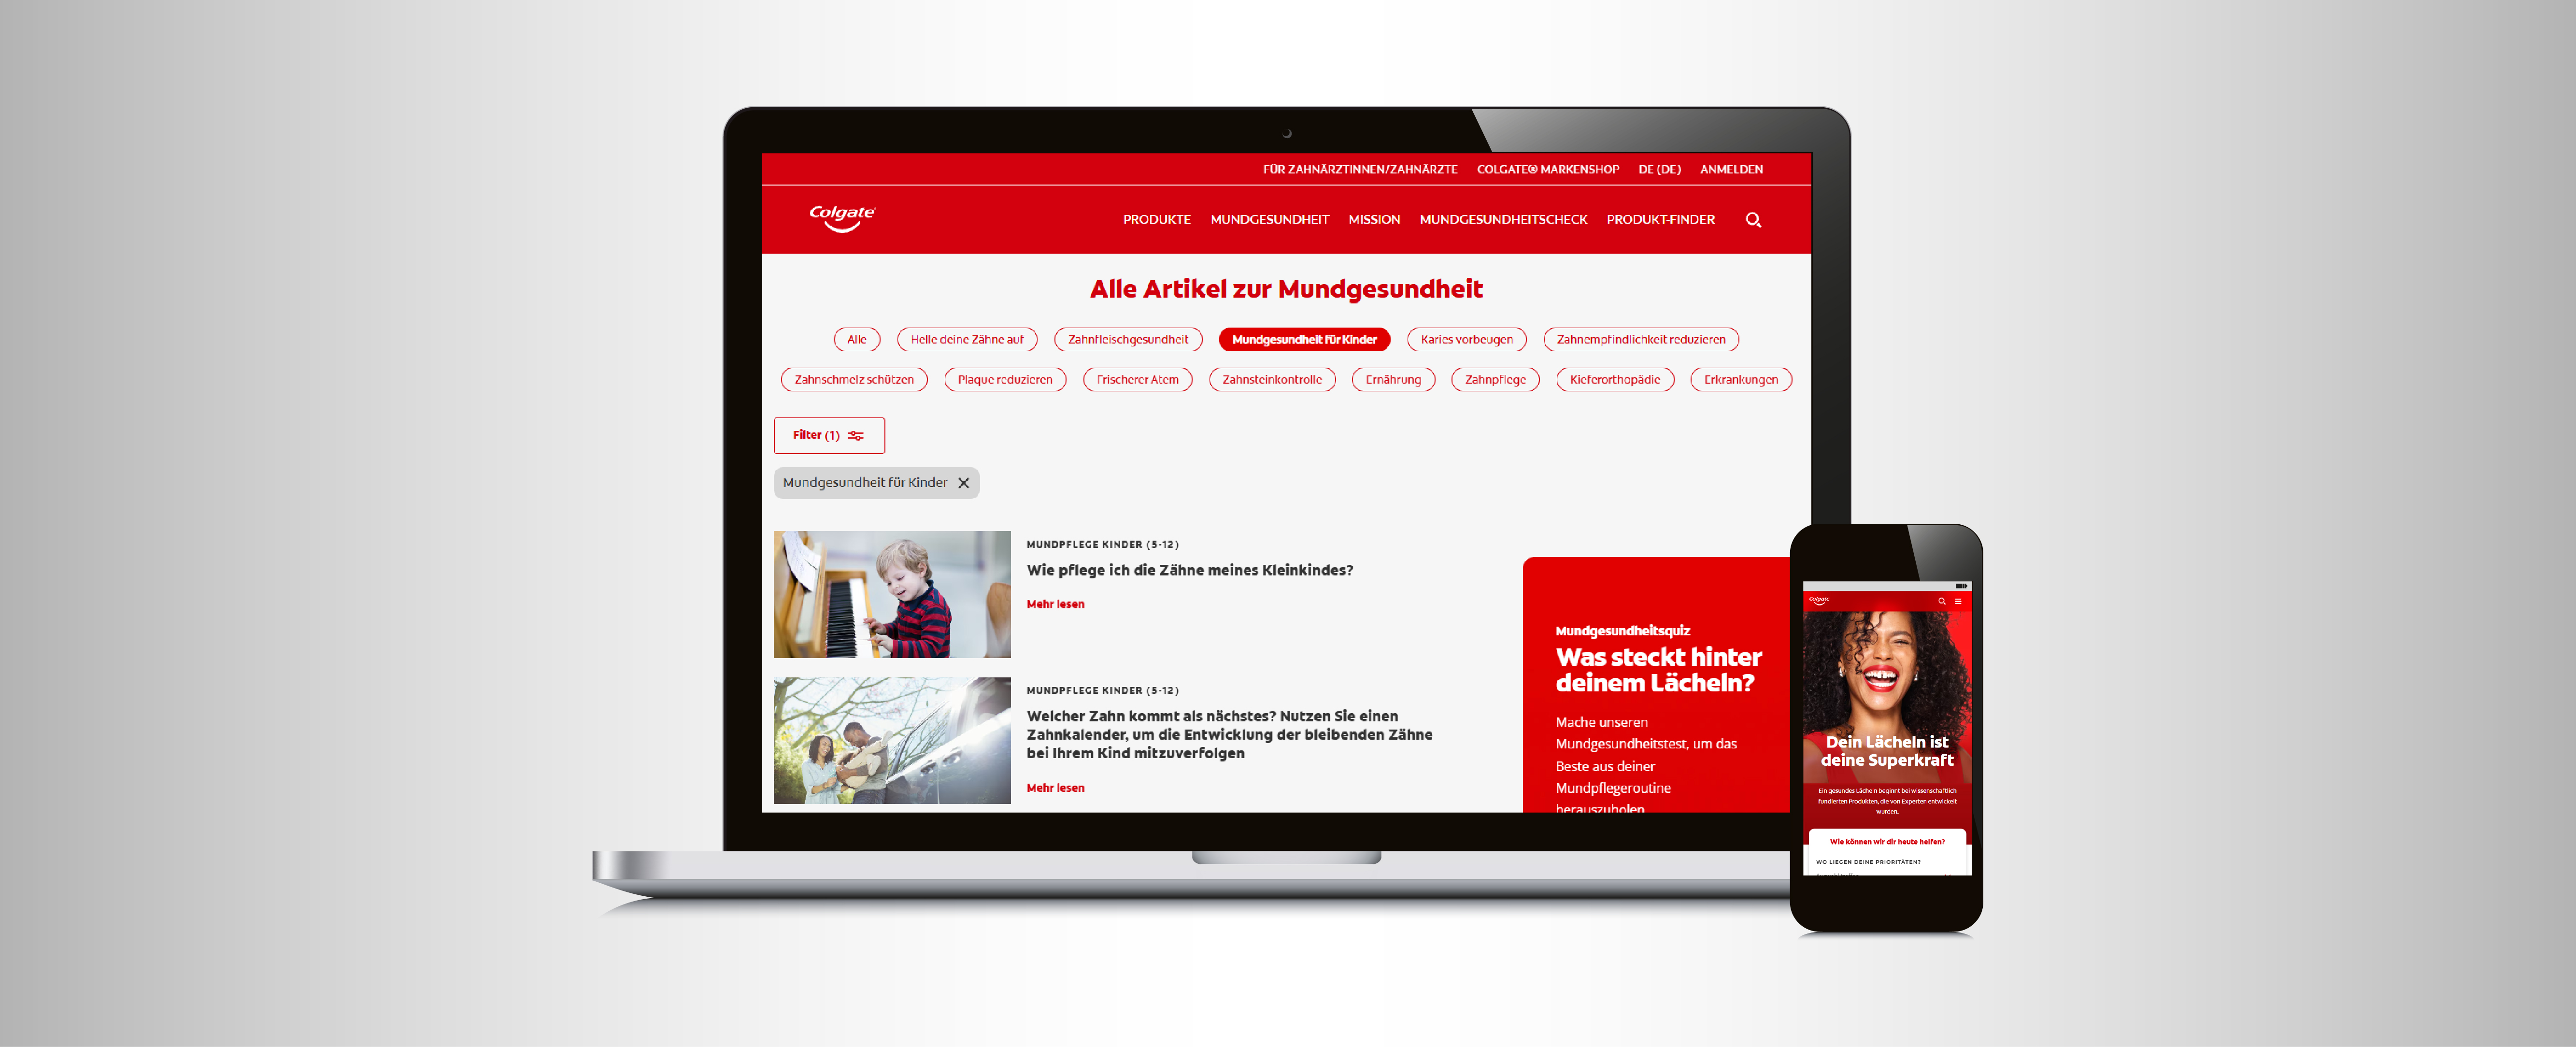 FÜR ZAHNÄRZTINNEN/ZAHNÄRZTE COLGATE® MARKENSHOP DE (DE) ANMELDEN
Colgate®
PRODUKTE MUNDGESUNDHEIT MISSION MUNDGESUNDHEITSCHECK PRODUKT-FINDER
Alle Artikel zur Mundgesundheit
Alle Helle deine Zähne auf Zahnfleischgesundheit Mundgesundheit für Kinder Karies vorbeugen Zahnempfindlichkeit reduzieren
Zahnschmelz schützen Plaque reduzieren Frischerer Atem Zahnsteinkontrolle Ernährung Zahnpflege Kieferorthopädie Erkrankungen
Filter (1)
Mundgesundheit für Kinder
MUNDPFLEGE KINDER (5-12)
Wie pflege ich die Zähne meines Kleinkindes?
Mehr lesen
MUNDPFLEGE KINDER (5-12)
Welcher Zahn kommt als nächstes? Nutzen Sie einen
Zahnkalender, um die Entwicklung der bleibenden Zähne
bei Ihrem Kind mitzuverfolgen
Mehr lesen
Mundgesundheitsquiz
Was steckt hinter
deinem Lächeln?
Mache unseren
Mundgesundheitstest, um das
Beste aus deiner
Mundpflegeroutine
herauszuholen
Colgate
Dein Lächeln ist
deine Superkraft
Ein gesundes Lächeln beginnt bei wissenschaftlich
fundierten Produkten, die von Experten entwickelt
wurden.
Wie können wir dir heute helfen?
WO LIEGEN DEINE PRIORITÄTEN?